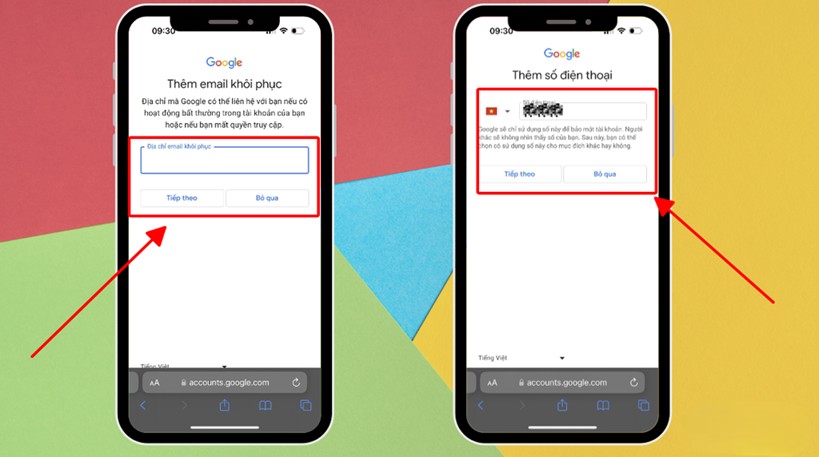 09:30
Google
Thêm email khôi phục
Địa chỉ mà Google có thể liên hệ với bạn nếu có
hoạt động bất thường trong tài khoản của bạn
hoặc nếu bạn mất quyền truy cập.
Địa chỉ email khôi phục
Tiếp theo
Bỏ qua
Tiếng Việt
AA
accounts.google.com
09:30
Google
Thêm số điện thoại
Google sẽ chỉ sử dụng số này để bảo mật tài khoản. Người
khác sẽ không nhìn thấy số của bạn. Sau này, bạn có thể
chọn có sử dụng số này cho mục đích khác hay không.
Tiếp theo
Bỏ qua
Tiếng Việt
AA
accounts.google.com